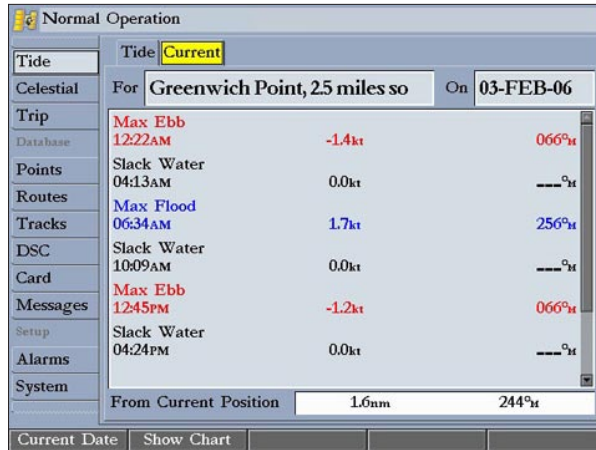 Normal Operation
Tide
Celestial
Trip
Database
Points
Routes
Tracks
DSC
Card
Messages
Setup
Alarms
System
Tide Current
For Greenwich Point, 2.5 miles so On 03-FEB-06
Max Ebb
12:22AM -1.4kt 066°M
Slack Water
04:13AM 0.0kt ___°M
Max Flood
06:34AM 1.7kt 256°M
Slack Water
10:09AM 0.0kt ___°M
Max Ebb
12:45PM -1.2kt 066°M
Slack Water
04:24PM 0.0kt ___°M
From Current Position 1.6nm 244°M
Current Date Show Chart